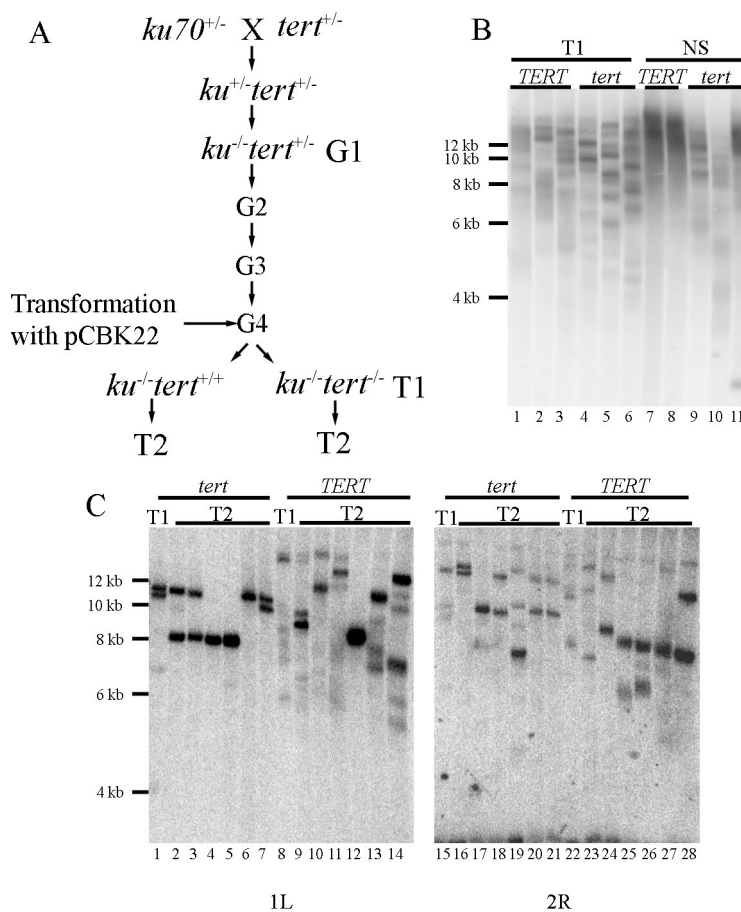 A
ku70+/- X tert+/-
ku+/-tert+/-
ku-/-tert+/- G1
G2
G3
Transformation
with pCBK22
G4
ku-/-tert+/+ ku-/-tert-/- T1
T2 T2
B
T1 NS
TERT tert TERT tert
12 kb
10 kb
8 kb
6 kb
4 kb
1 2 3 4 5 6 7 8 9 10 11
C
tert TERT tert TERT
T1 T2 T1 T2 T1 T2 T1 T2
12 kb
10 kb
8 kb
6 kb
4 kb
1 2 3 4 5 6 7 8 9 10 11 12 13 14 15 16 17 18 19 20 21 22 23 24 25 26 27 28
1L 2R